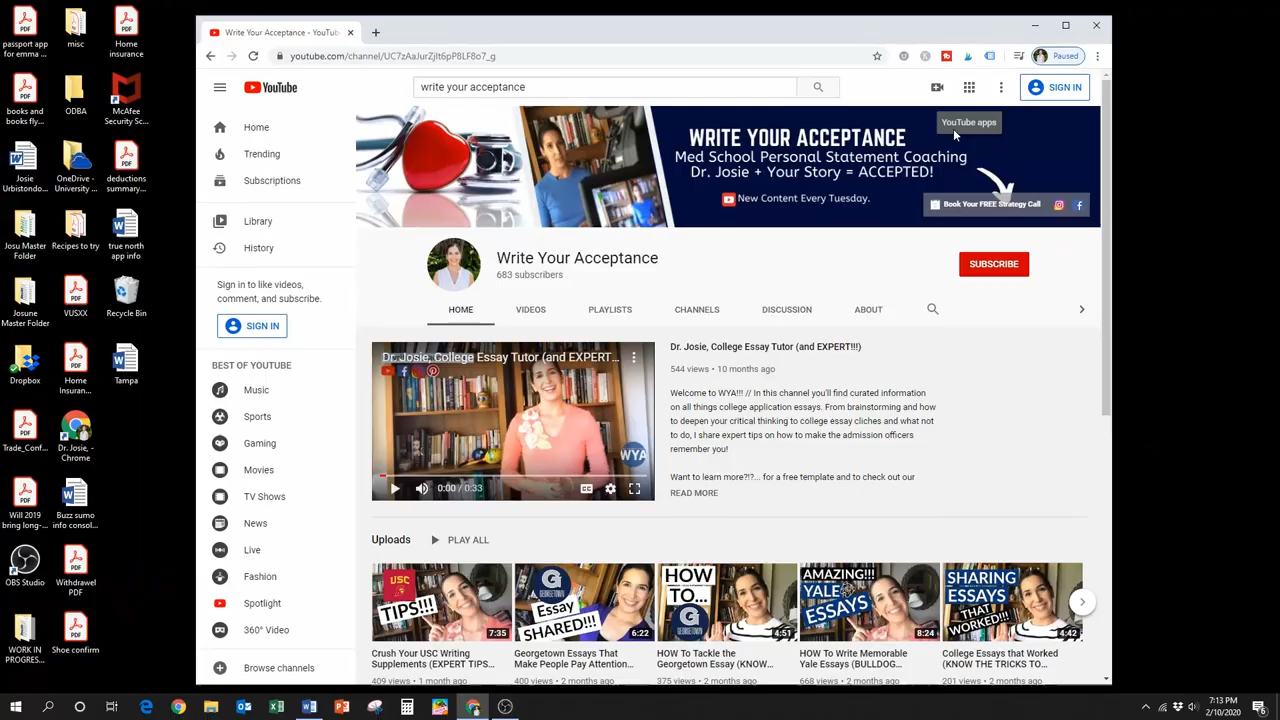 passport app
for emma ...
misc
Home
insurance
books and
books fly...
ODBA
McAfee
Security Sc...
Josie
Urbistondo...
OneDrive -
University ...
deductions
summary...
Josu Master
Folder
Recipes to try
true north
app info
Josune
Master Folder
VUSXX
Recycle Bin
Dropbox
Home
Insuran...
Tampa
Trade_Conf...
Dr. Josie, -
Chrome
Will 2019
bring long-...
Buzz sumo
info consol...
OBS Studio
Withdrawel
PDF
WORK IN
PROGRES...
Shoe confirm
Write Your Acceptance - YouTub
youtube.com/channel/UC7zAaJurZjIt6pP8LF8o7_g
Paused
YouTube
write your acceptance
SIGN IN
Home
Trending
Subscriptions
Library
History
Sign in to like videos,
comment, and subscribe.
SIGN IN
BEST OF YOUTUBE
Music
Sports
Gaming
Movies
TV Shows
News
Live
Fashion
Spotlight
360° Video
Browse channels
YouTube apps
WRITE YOUR ACCEPTANCE
Med School Personal Statement Coaching
Dr. Josie + Your Story = ACCEPTED!
New Content Every Tuesday.
Book Your FREE Strategy Call
Write Your Acceptance
683 subscribers
SUBSCRIBE
HOME VIDEOS PLAYLISTS CHANNELS DISCUSSION ABOUT
Dr. Josie, College Essay Tutor (and EXPERT...
WYA
0:00 / 0:33
Dr. Josie, College Essay Tutor (and EXPERT!!!)
544 views • 10 months ago
Welcome to WYA!!! // In this channel you'll find curated information
on all things college application essays. From brainstorming and how
to deepen your critical thinking to college essay cliches and what not
to do, I share expert tips on how to make the admission officers
remember you!
Want to learn more?!?... for a free template and to check out our
READ MORE
Uploads PLAY ALL
USC
TIPS!!!
7:35
Crush Your USC Writing
Supplements (EXPERT TIPS...
409 views • 1 month ago
G
Essay
SHARED!!!
6:22
Georgetown Essays That
Make People Pay Attention...
400 views • 2 months ago
HOW
TO...
G
GEORGETOWN
4:51
HOW To Tackle the
Georgetown Essay (KNOW...
375 views • 2 months ago
AMAZING!!!
YALE
ESSAYS
8:24
HOW To Write Memorable
Yale Essays (BULLDOG...
668 views • 2 months ago
SHARING
ESSAYS
THAT
WORKED!!!
4:42
College Essays that Worked
(KNOW THE TRICKS TO...
201 views • 2 months ago
7:13 PM
2/10/2020